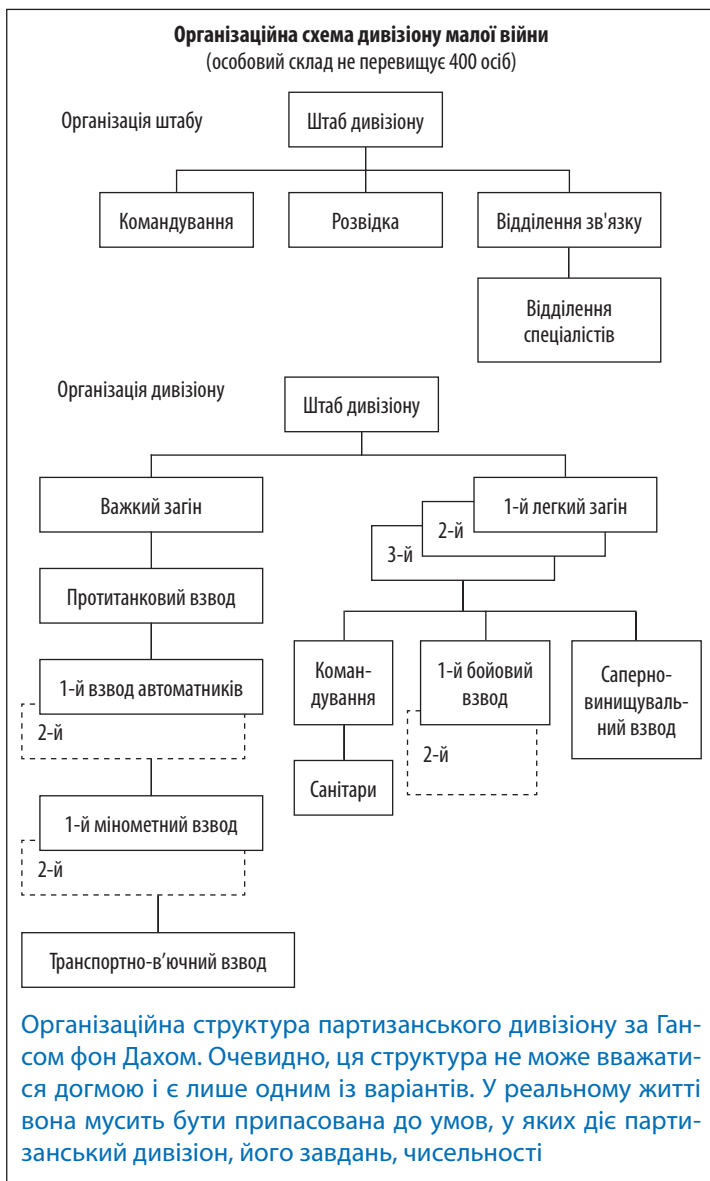 Організаційна схема дивізіону малої війни
(особовий склад не перевищує 400 осіб)
Організація штабу
Штаб дивізіону
Командування
Розвідка
Відділення зв'язку
Відділення
спеціалістів
Організація дивізіону
Штаб дивізіону
Важкий загін
1-й легкий загін
2-й
3-й
Протитанковий взвод
1-й взвод автоматників
2-й
Коман-
дування
1-й бойовий
взвод
2-й
Саперно-
винищуваль-
ний взвод
Санітари
1-й мінометний взвод
2-й
Транспортно-в’ючний взвод
Організаційна структура партизанського дивізіону за Ган-
сом фон Дахом. Очевидно, ця структура не може вважати-
ся догмою і є лише одним із варіантів. У реальному житті
вона мусить бути припасована до умов, у яких діє парти-
занський дивізіон, його завдань, чисельності